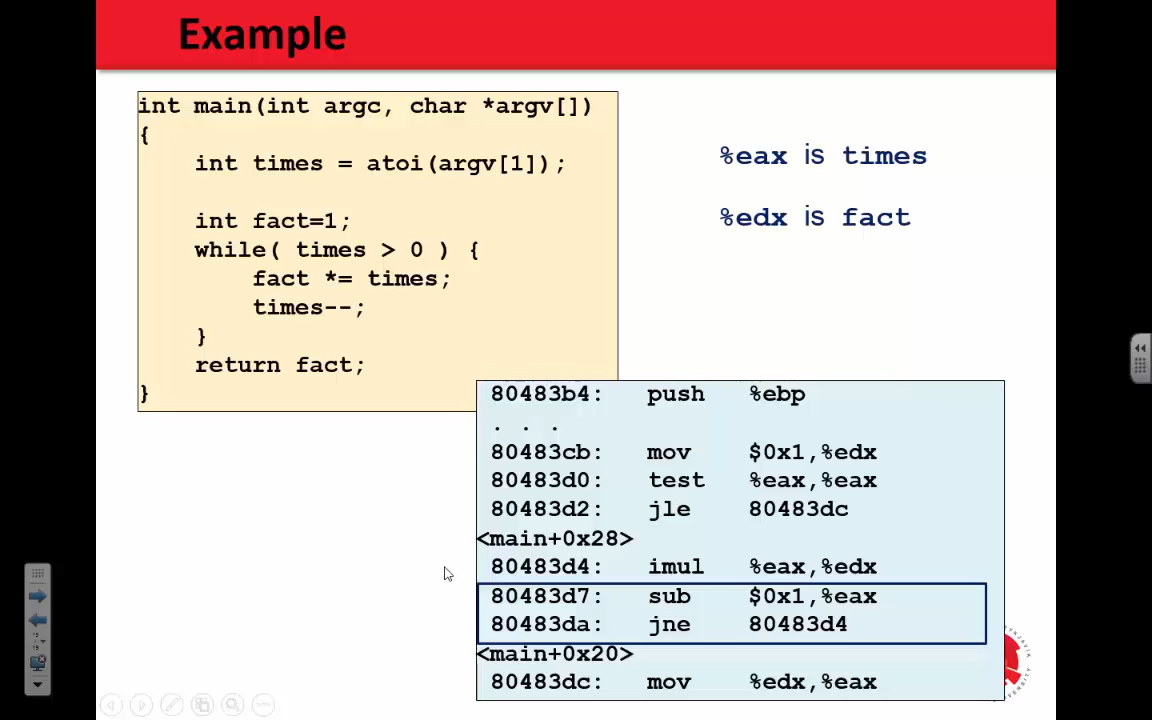 Example
int main(int argc, char *argv[])
{
    int times = atoi(argv[1]);
    int fact=1;
    while( times > 0 ) {
        fact *= times;
        times--;
    }
    return fact;
}
%eax is times
%edx is fact
80483b4:   push   %ebp
. . .
80483cb:   mov    $0x1,%edx
80483d0:   test   %eax,%eax
80483d2:   jle    80483dc
<main+0x28>
80483d4:   imul   %eax,%edx
80483d7:   sub    $0x1,%eax
80483da:   jne    80483d4
<main+0x20>
80483dc:   mov    %edx,%eax